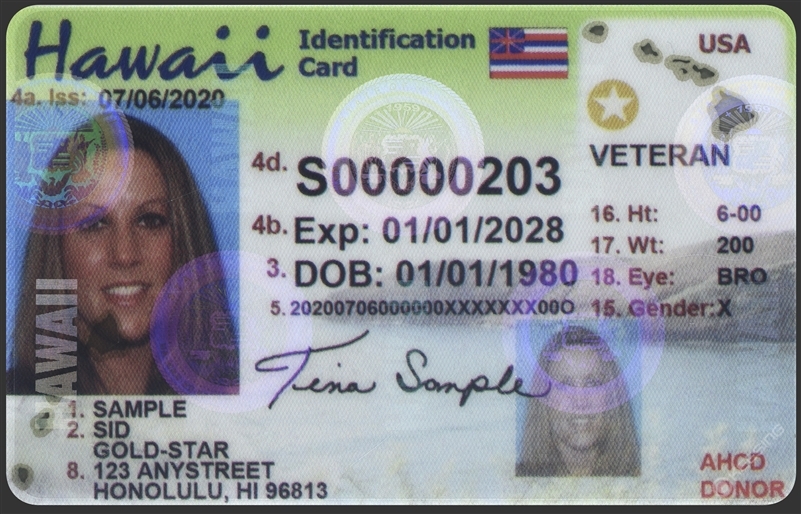 Hawaii
Identification
Card
USA
4a. Iss: 07/06/2020
VETERAN
4d. S00000203
4b. Exp: 01/01/2028
3. DOB: 01/01/1980
5. 20200706000000XXXXXXXX00O
16. Ht: 6-00
17. Wt: 200
18. Eye: BRO
15. Gender: X
HAWAII
Tina Sample
1. SAMPLE
2. SID
GOLD-STAR
8. 123 ANYSTREET
HONOLULU, HI 96813
AHCD
DONOR